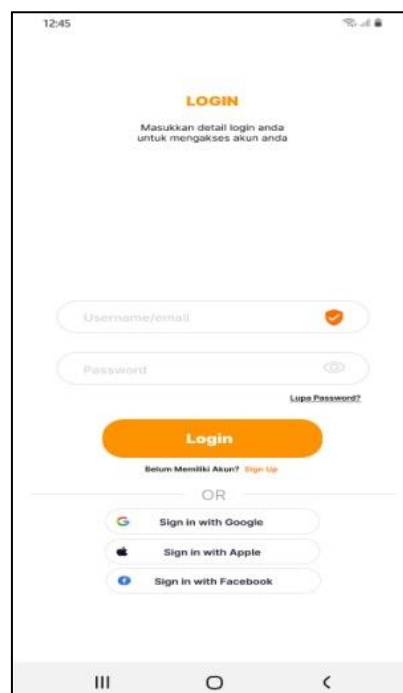 12:45
LOGIN
Masukkan detail login anda
untuk mengakses akun anda
Username/email
Password
Lupa Password?
Login
Belum Memiliki Akun? Sign Up
OR
Sign in with Google
Sign in with Apple
Sign in with Facebook